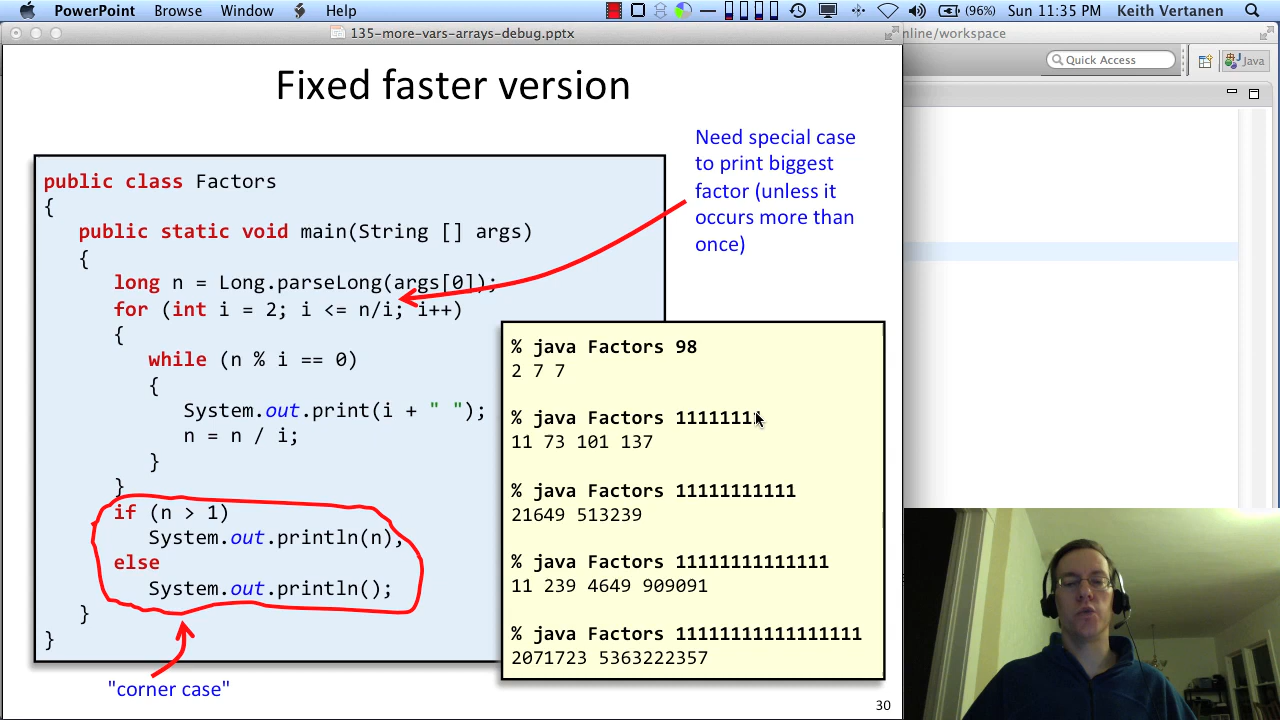 PowerPoint Browse Window Help (96%) Sun 11:35 PM Keith Vertanen
135-more-vars-arrays-debug.pptx
nline/workspace
Quick Access
Java
Fixed faster version
Need special case
to print biggest
factor (unless it
occurs more than
once)
public class Factors
{
public static void main(String [] args)
{
long n = Long.parseLong(args[0]);
for (int i = 2; i <= n/i; i++)
{
while (n % i == 0)
{
System.out.print(i + " ");
n = n / i;
}
}
if (n > 1)
System.out.println(n);
else
System.out.println();
}
}
"corner case"
% java Factors 98
2 7 7
% java Factors 11111111
11 73 101 137
% java Factors 11111111111
21649 513239
% java Factors 11111111111111
11 239 4649 909091
% java Factors 11111111111111111
2071723 5363222357
30